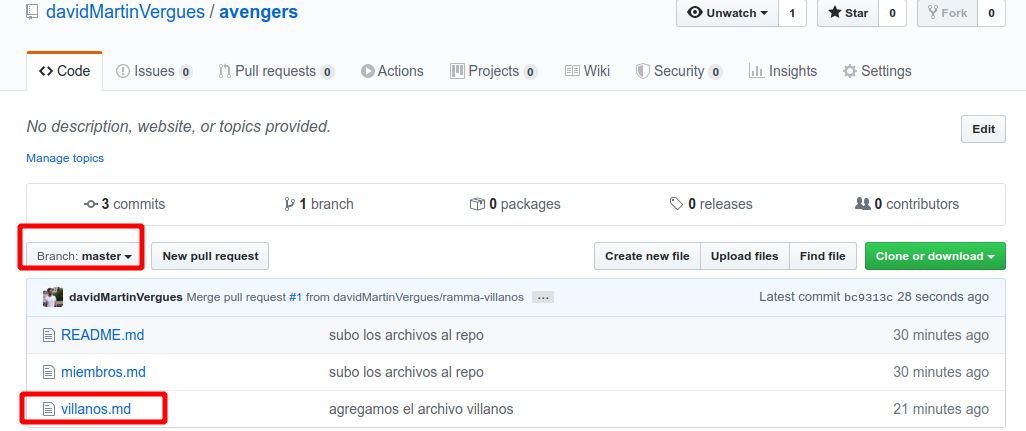 davidMartinVergues / avengers Unwatch 1 Star 0 Fork 0
Code Issues 0 Pull requests 0 Actions Projects 0 Wiki Security 0 Insights Settings
No description, website, or topics provided. Edit
Manage topics
3 commits 1 branch 0 packages 0 releases 0 contributors
Branch: master New pull request Create new file Upload files Find file Clone or download
davidMartinVergues Merge pull request #1 from davidMartinVergues/ramma-villanos ... Latest commit bc9313c 28 seconds ago
README.md subo los archivos al repo 30 minutes ago
miembros.md subo los archivos al repo 30 minutes ago
villanos.md agregamos el archivo villanos 21 minutes ago